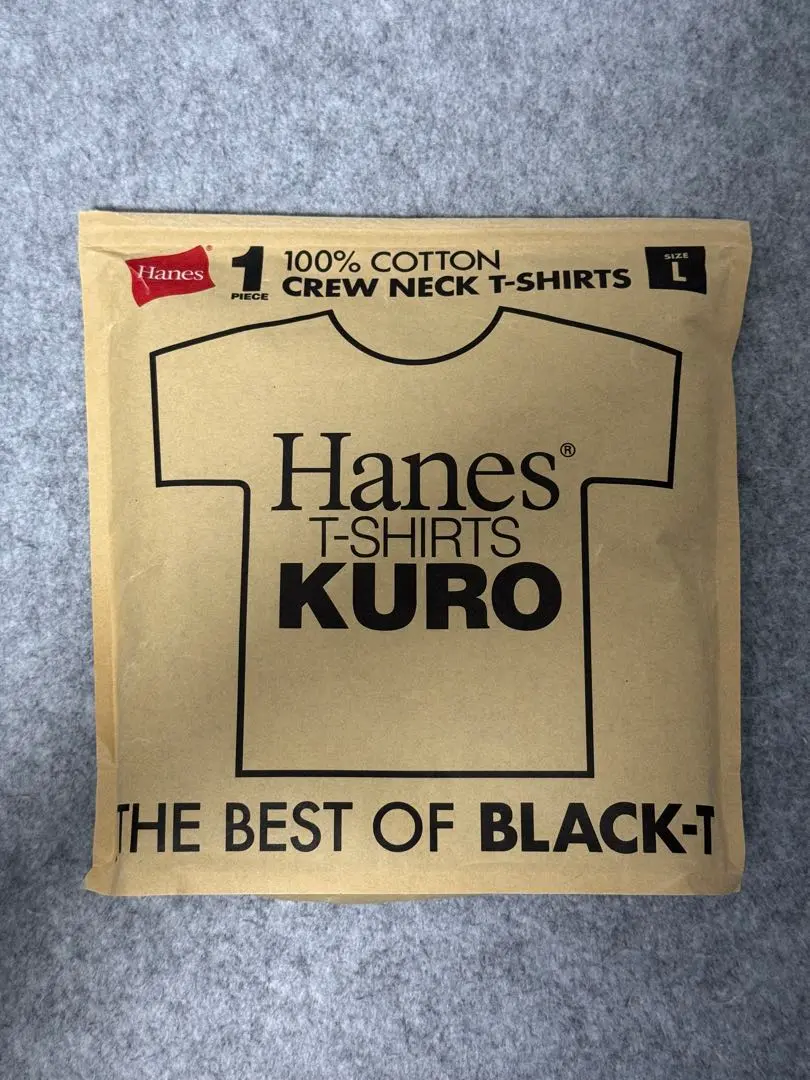 Hanes®
1
PIECE
100% COTTON
CREW NECK T-SHIRTS
SIZE
L
Hanes®
T-SHIRTS
KURO
THE BEST OF BLACK-T